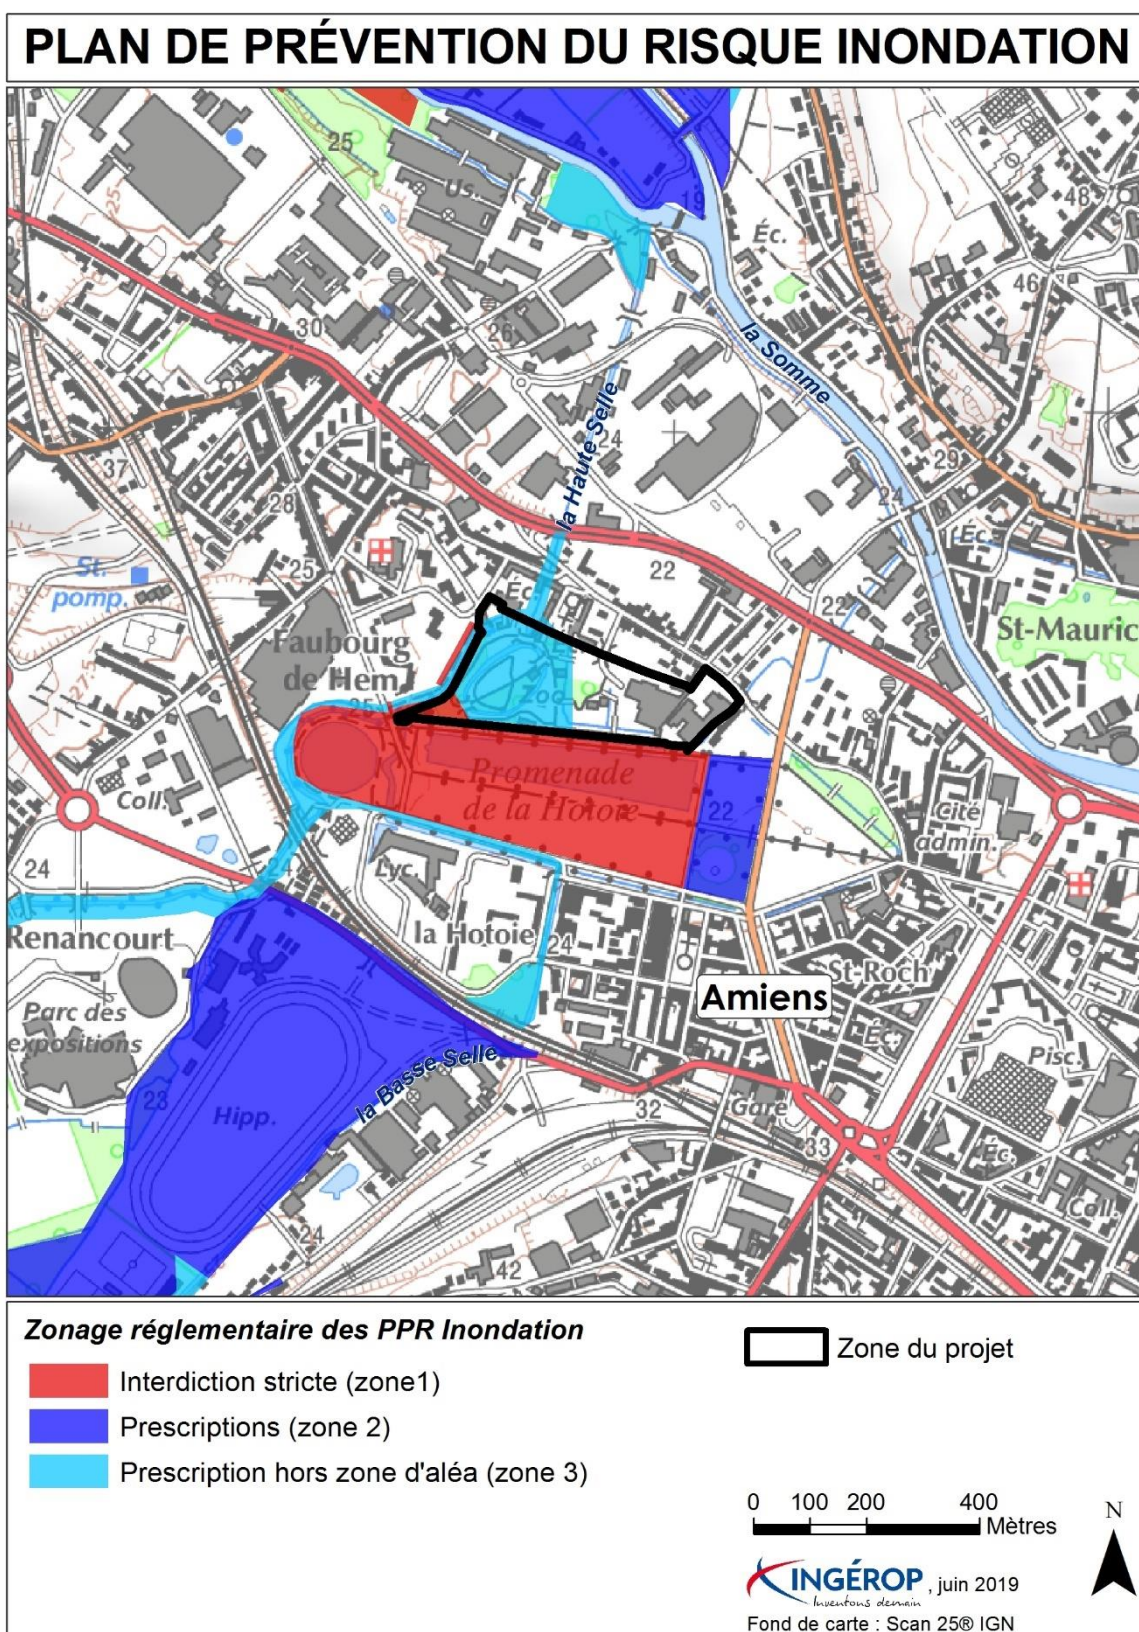 PLAN DE PRÉVENTION DU RISQUE INONDATION
25
Us.
19
Éc.
48
46
la Somme
30
26
24
la Haute Selle
37
28
29
24
Éc.
St.
pomp.
25
22
22
Éc.
St-Mauric
Faubourg
de Hem
27.5
25
Zoo
Promenade
de la Hotoie
22
Coll.
24
24
Cité
admin.
Lyc.
la Hotoie
24
Renancourt
St-Roch
Amiens
Parc des
expositions
Éc.
Pisc.
23
Hipp.
la Basse Selle
32
Gare
33
Éc.
Coll.
24
42
Zonage réglementaire des PPR Inondation
Interdiction stricte (zone1)
Prescriptions (zone 2)
Prescription hors zone d'aléa (zone 3)
Zone du projet
0 100 200 400
Mètres
N
INGÉROP , juin 2019
Inventons demain
Fond de carte : Scan 25® IGN